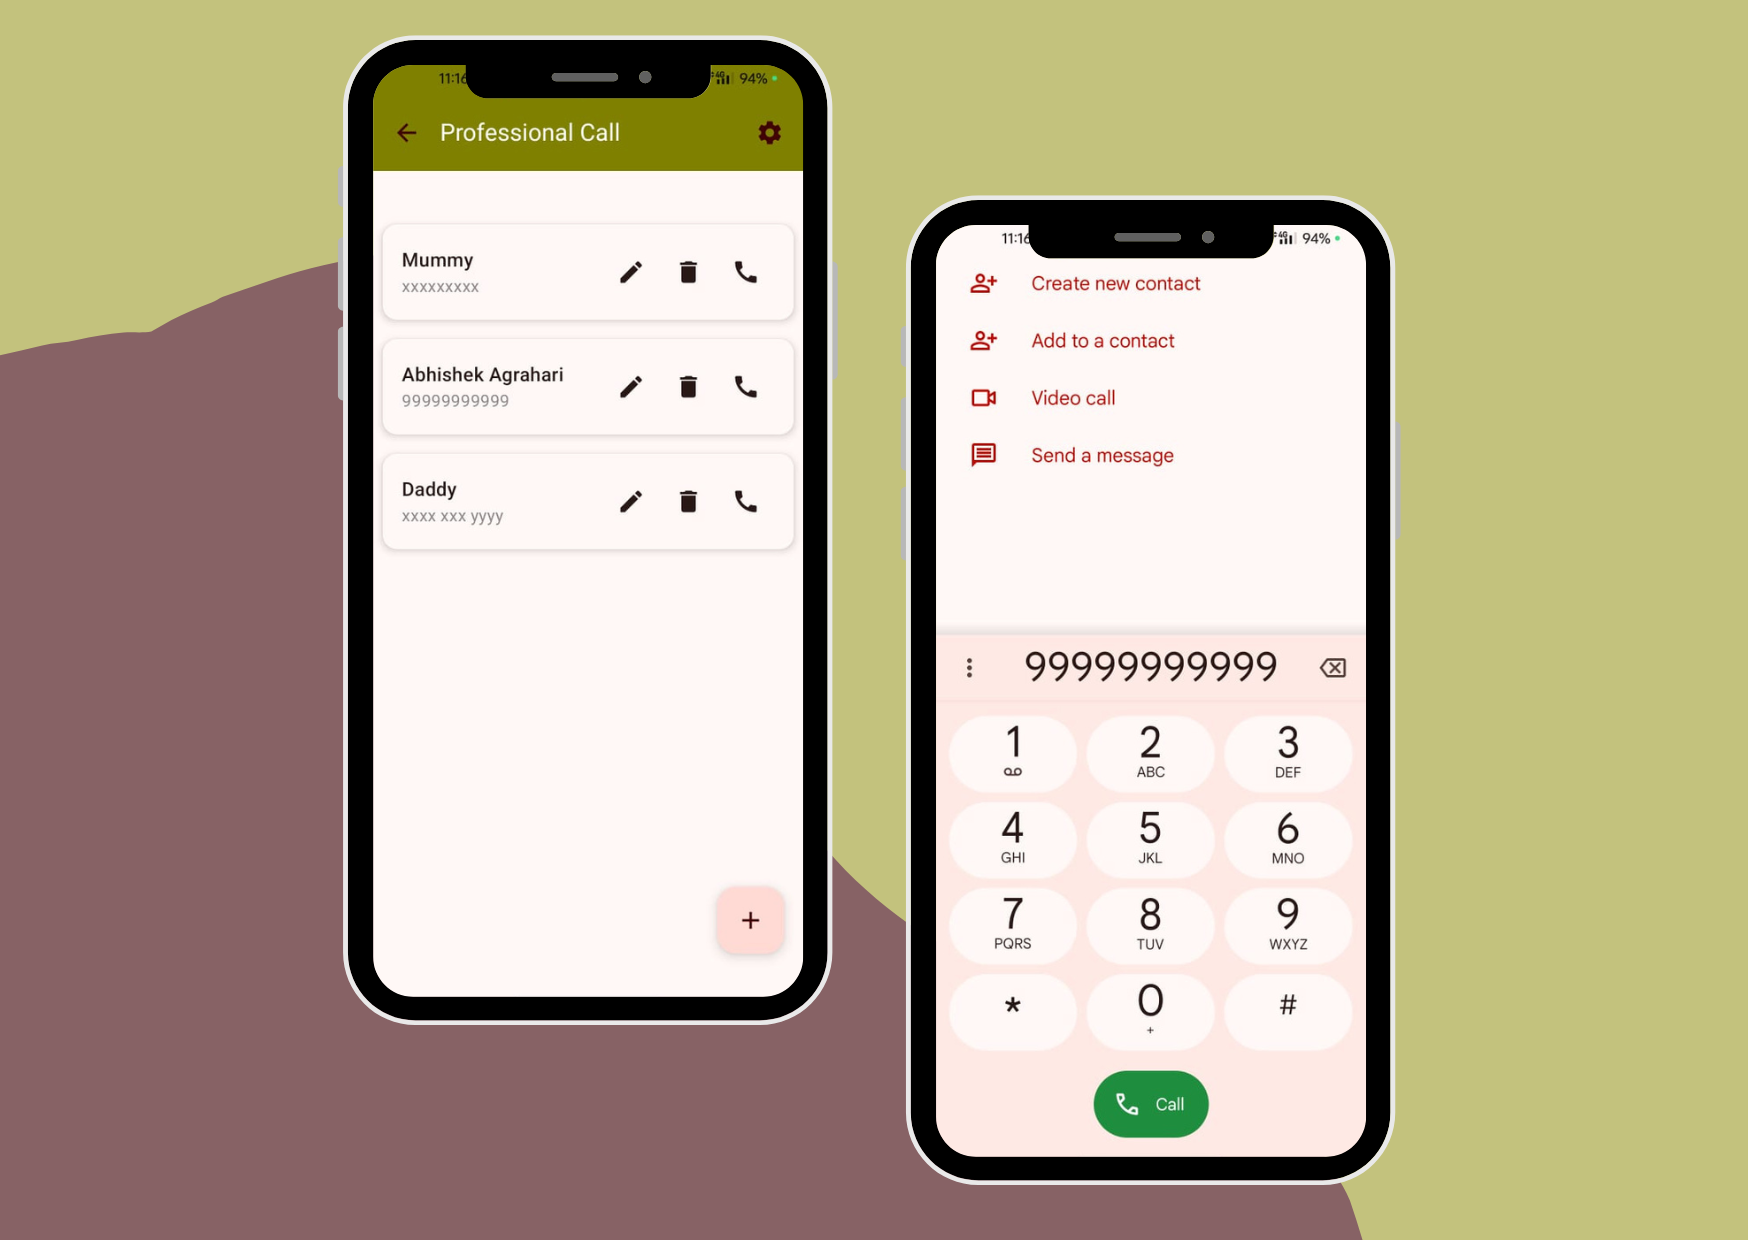 11:16
4G 94%
Professional Call
Mummy
xxxxxxxxx
Abhishek Agrahari
99999999999
Daddy
xxxx xxx yyyy
+
11:16
4G 94%
Create new contact
Add to a contact
Video call
Send a message
99999999999
1 2 3
ABC DEF
4 5 6
GHI JKL MNO
7 8 9
PQRS TUV WXYZ
* 0 #
+
Call